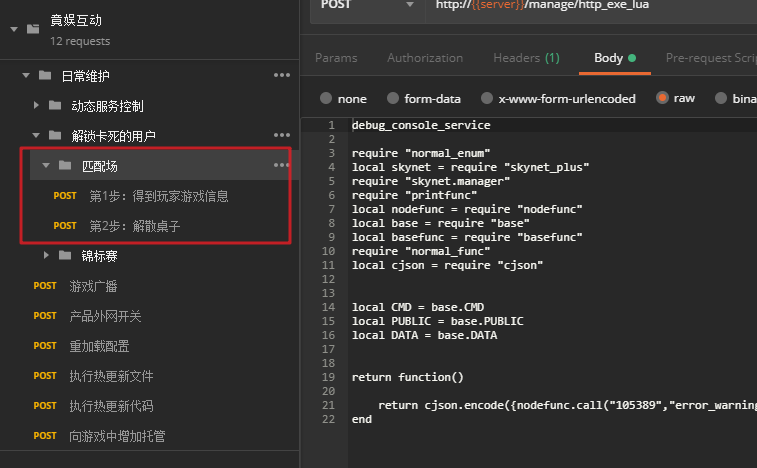 竟娱互动
12 requests
日常维护
动态服务控制
解锁卡死的用户
匹配场
POST 第1步：得到玩家游戏信息
POST 第2步：解散桌子
锦标赛
POST 游戏广播
POST 产品外网开关
POST 重加载配置
POST 执行热更新文件
POST 执行热更新代码
POST 向游戏中增加托管
POST http://{{server}}/manage/http_exe_lua
Params Authorization Headers (1) Body Pre-request Scrip
none form-data x-www-form-urlencoded raw bina
1 debug_console_service
2
3 require "normal_enum"
4 local skynet = require "skynet_plus"
5 require "skynet.manager"
6 require "printfunc"
7 local nodefunc = require "nodefunc"
8 local base = require "base"
9 local basefunc = require "basefunc"
10 require "normal_func"
11 local cjson = require "cjson"
12
13
14 local CMD = base.CMD
15 local PUBLIC = base.PUBLIC
16 local DATA = base.DATA
17
18
19 return function()
20
21 return cjson.encode({nodefunc.call("105389","error_warning
22 end